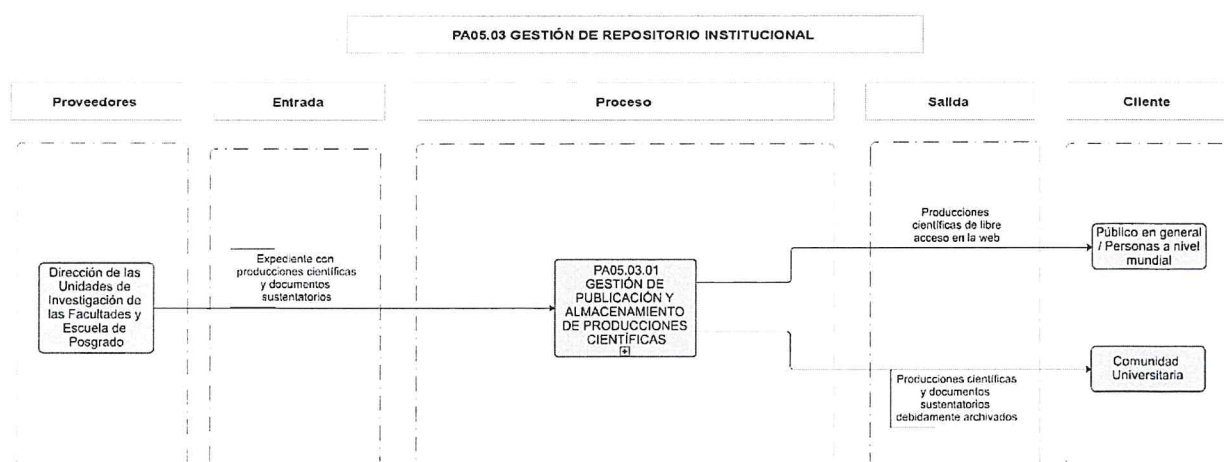 PA05.03 GESTIÓN DE REPOSITORIO INSTITUCIONAL
Proveedores
Entrada
Proceso
Salida
Cliente
Dirección de las
Unidades de
Investigación de
las Facultades y
Escuela de
Posgrado
Expediente con
producciones científicas
y documentos
sustentatorios
PA05.03.01
GESTIÓN DE
PUBLICACIÓN Y
ALMACENAMIENTO
DE PRODUCCIONES
CIENTÍFICAS
Producciones
científicas de libre
acceso en la web
Público en general
/ Personas a nivel
mundial
Producciones científicas
y documentos
sustentatorios
debidamente archivados
Comunidad
Universitaria